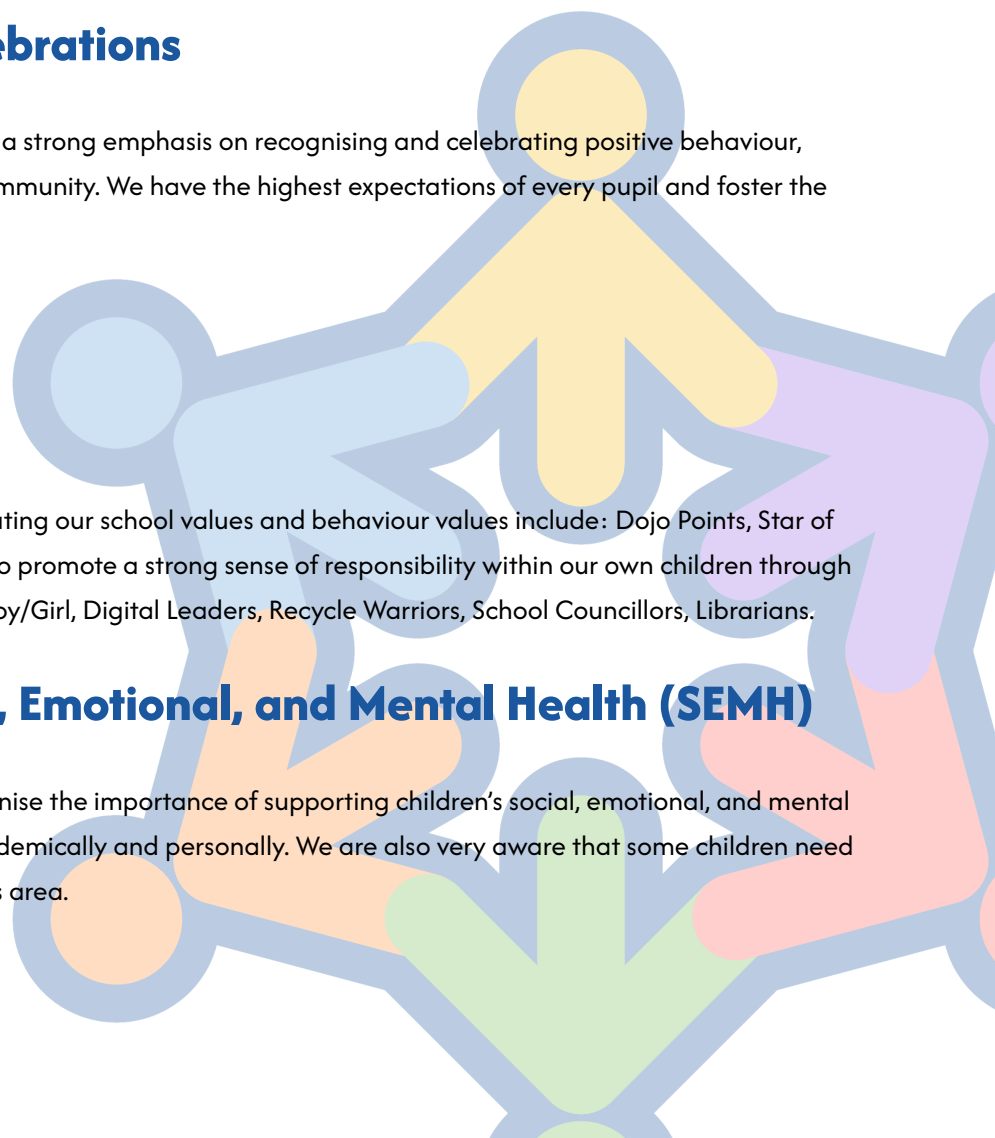 ebrations
a strong emphasis on recognising and celebrating positive behaviour,
mmunity. We have the highest expectations of every pupil and foster the
ating our school values and behaviour values include: Dojo Points, Star of
o promote a strong sense of responsibility within our own children through
oy/Girl, Digital Leaders, Recycle Warriors, School Councillors, Librarians.
, Emotional, and Mental Health (SEMH)
nise the importance of supporting children’s social, emotional, and mental
demically and personally. We are also very aware that some children need
s area.